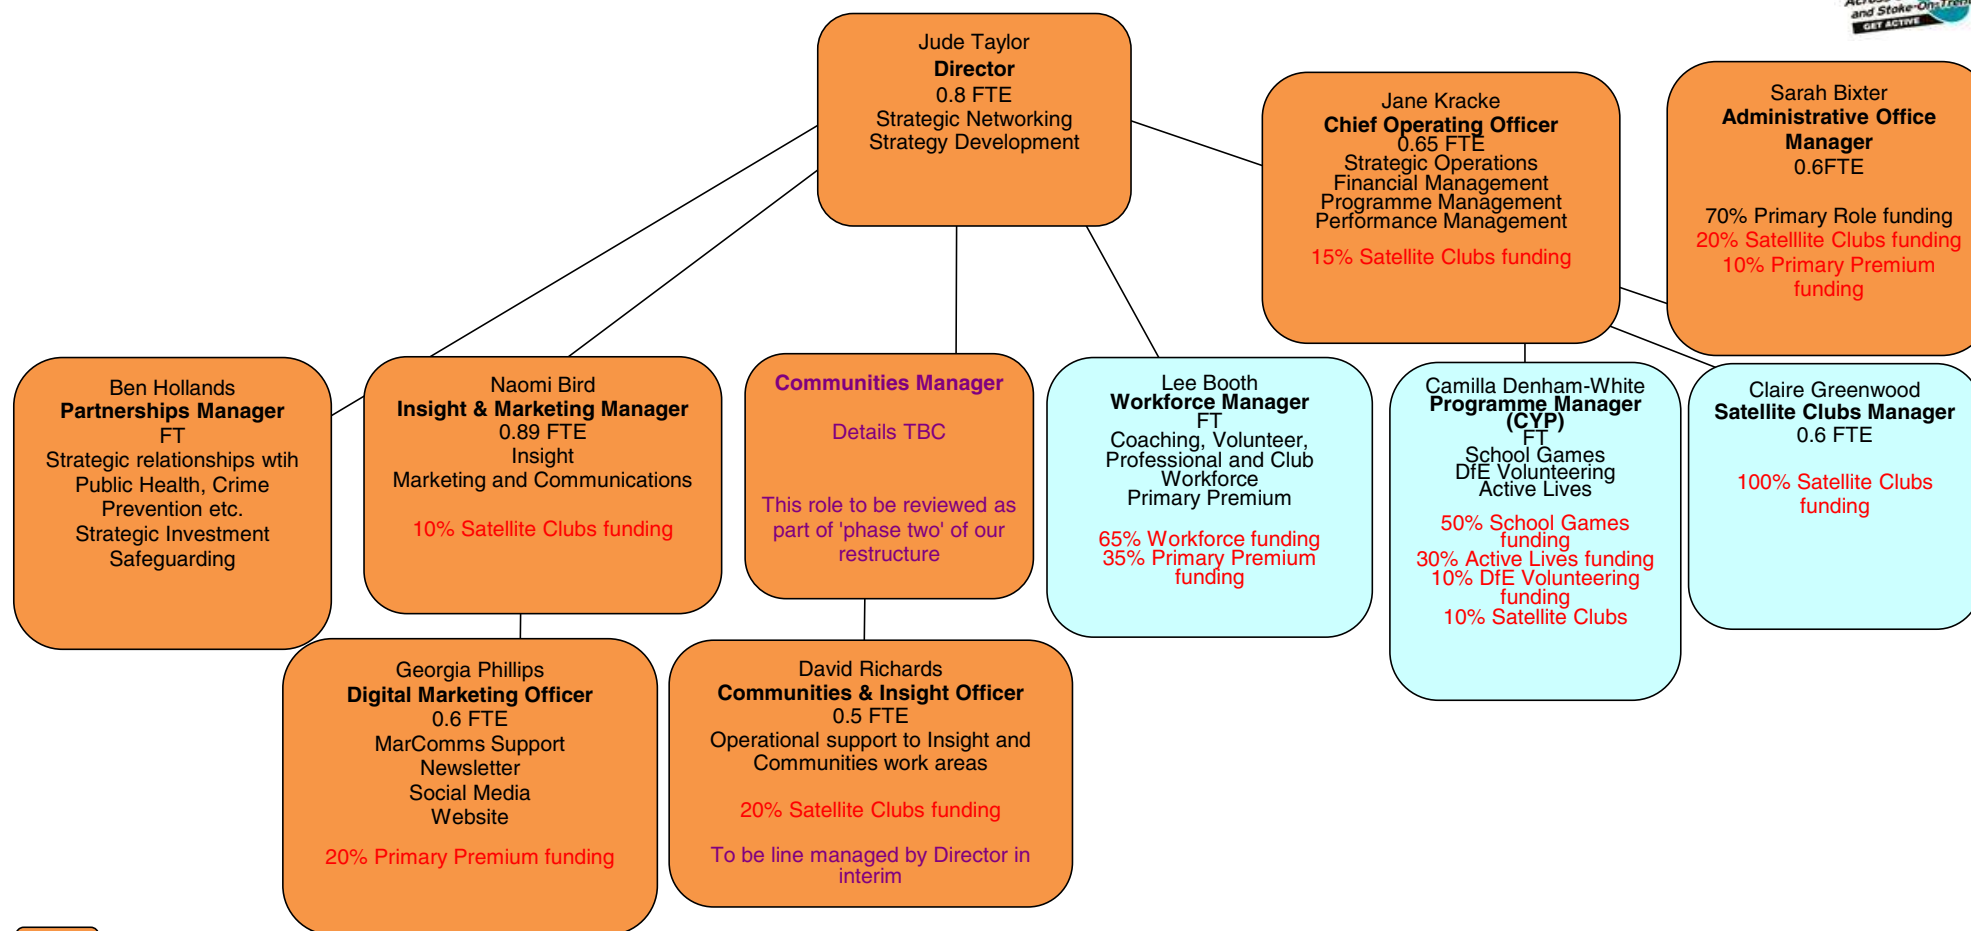 and Stoke-On-Trent
GET ACTIVE
Jude Taylor
Director
0.8 FTE
Strategic Networking
Strategy Development
Jane Kracke
Chief Operating Officer
0.65 FTE
Strategic Operations
Financial Management
Programme Management
Performance Management
15% Satellite Clubs funding
Sarah Bixter
Administrative Office
Manager
0.6FTE
70% Primary Role funding
20% Satelllite Clubs funding
10% Primary Premium
funding
Ben Hollands
Partnerships Manager
FT
Strategic relationships wtih
Public Health, Crime
Prevention etc.
Strategic Investment
Safeguarding
Naomi Bird
Insight & Marketing Manager
0.89 FTE
Insight
Marketing and Communications
10% Satellite Clubs funding
Communities Manager
Details TBC
This role to be reviewed as
part of 'phase two' of our
restructure
Lee Booth
Workforce Manager
FT
Coaching, Volunteer,
Professional and Club
Workforce
Primary Premium
65% Workforce funding
35% Primary Premium
funding
Camilla Denham-White
Programme Manager
(CYP)
FT
School Games
DfE Volunteering
Active Lives
50% School Games
funding
30% Active Lives funding
10% DfE Volunteering
funding
10% Satellite Clubs
Claire Greenwood
Satellite Clubs Manager
0.6 FTE
100% Satellite Clubs
funding
Georgia Phillips
Digital Marketing Officer
0.6 FTE
MarComms Support
Newsletter
Social Media
Website
20% Primary Premium funding
David Richards
Communities & Insight Officer
0.5 FTE
Operational support to Insight and
Communities work areas
20% Satellite Clubs funding
To be line managed by Director in
interim